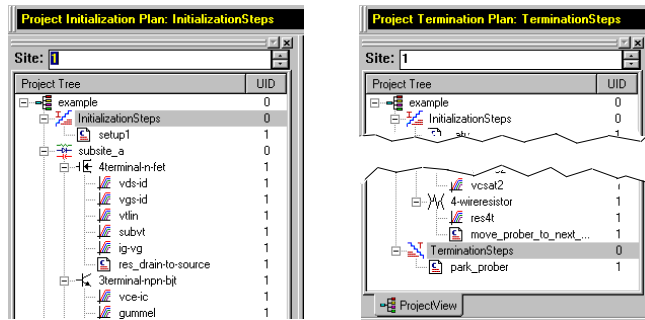 Project Initialization Plan: InitializationSteps
Site: 1
Project Tree UID
example 0
InitializationSteps 0
setup1 1
subsite_a 0
4terminal-n-fet 1
vds-id 1
vgs-id 1
vtlin 1
subvt 1
ig-vg 1
res_drain-to-source 1
3terminal-npn-bjt 1
vce-ic 1
gummel 1
Project Termination Plan: TerminationSteps
Site: 1
Project Tree UID
example 0
InitializationSteps 0
1
vcsat2
4-wireresistor 1
res4t 1
move_prober_to_next_... 1
TerminationSteps 0
park_prober 1
ProjectView